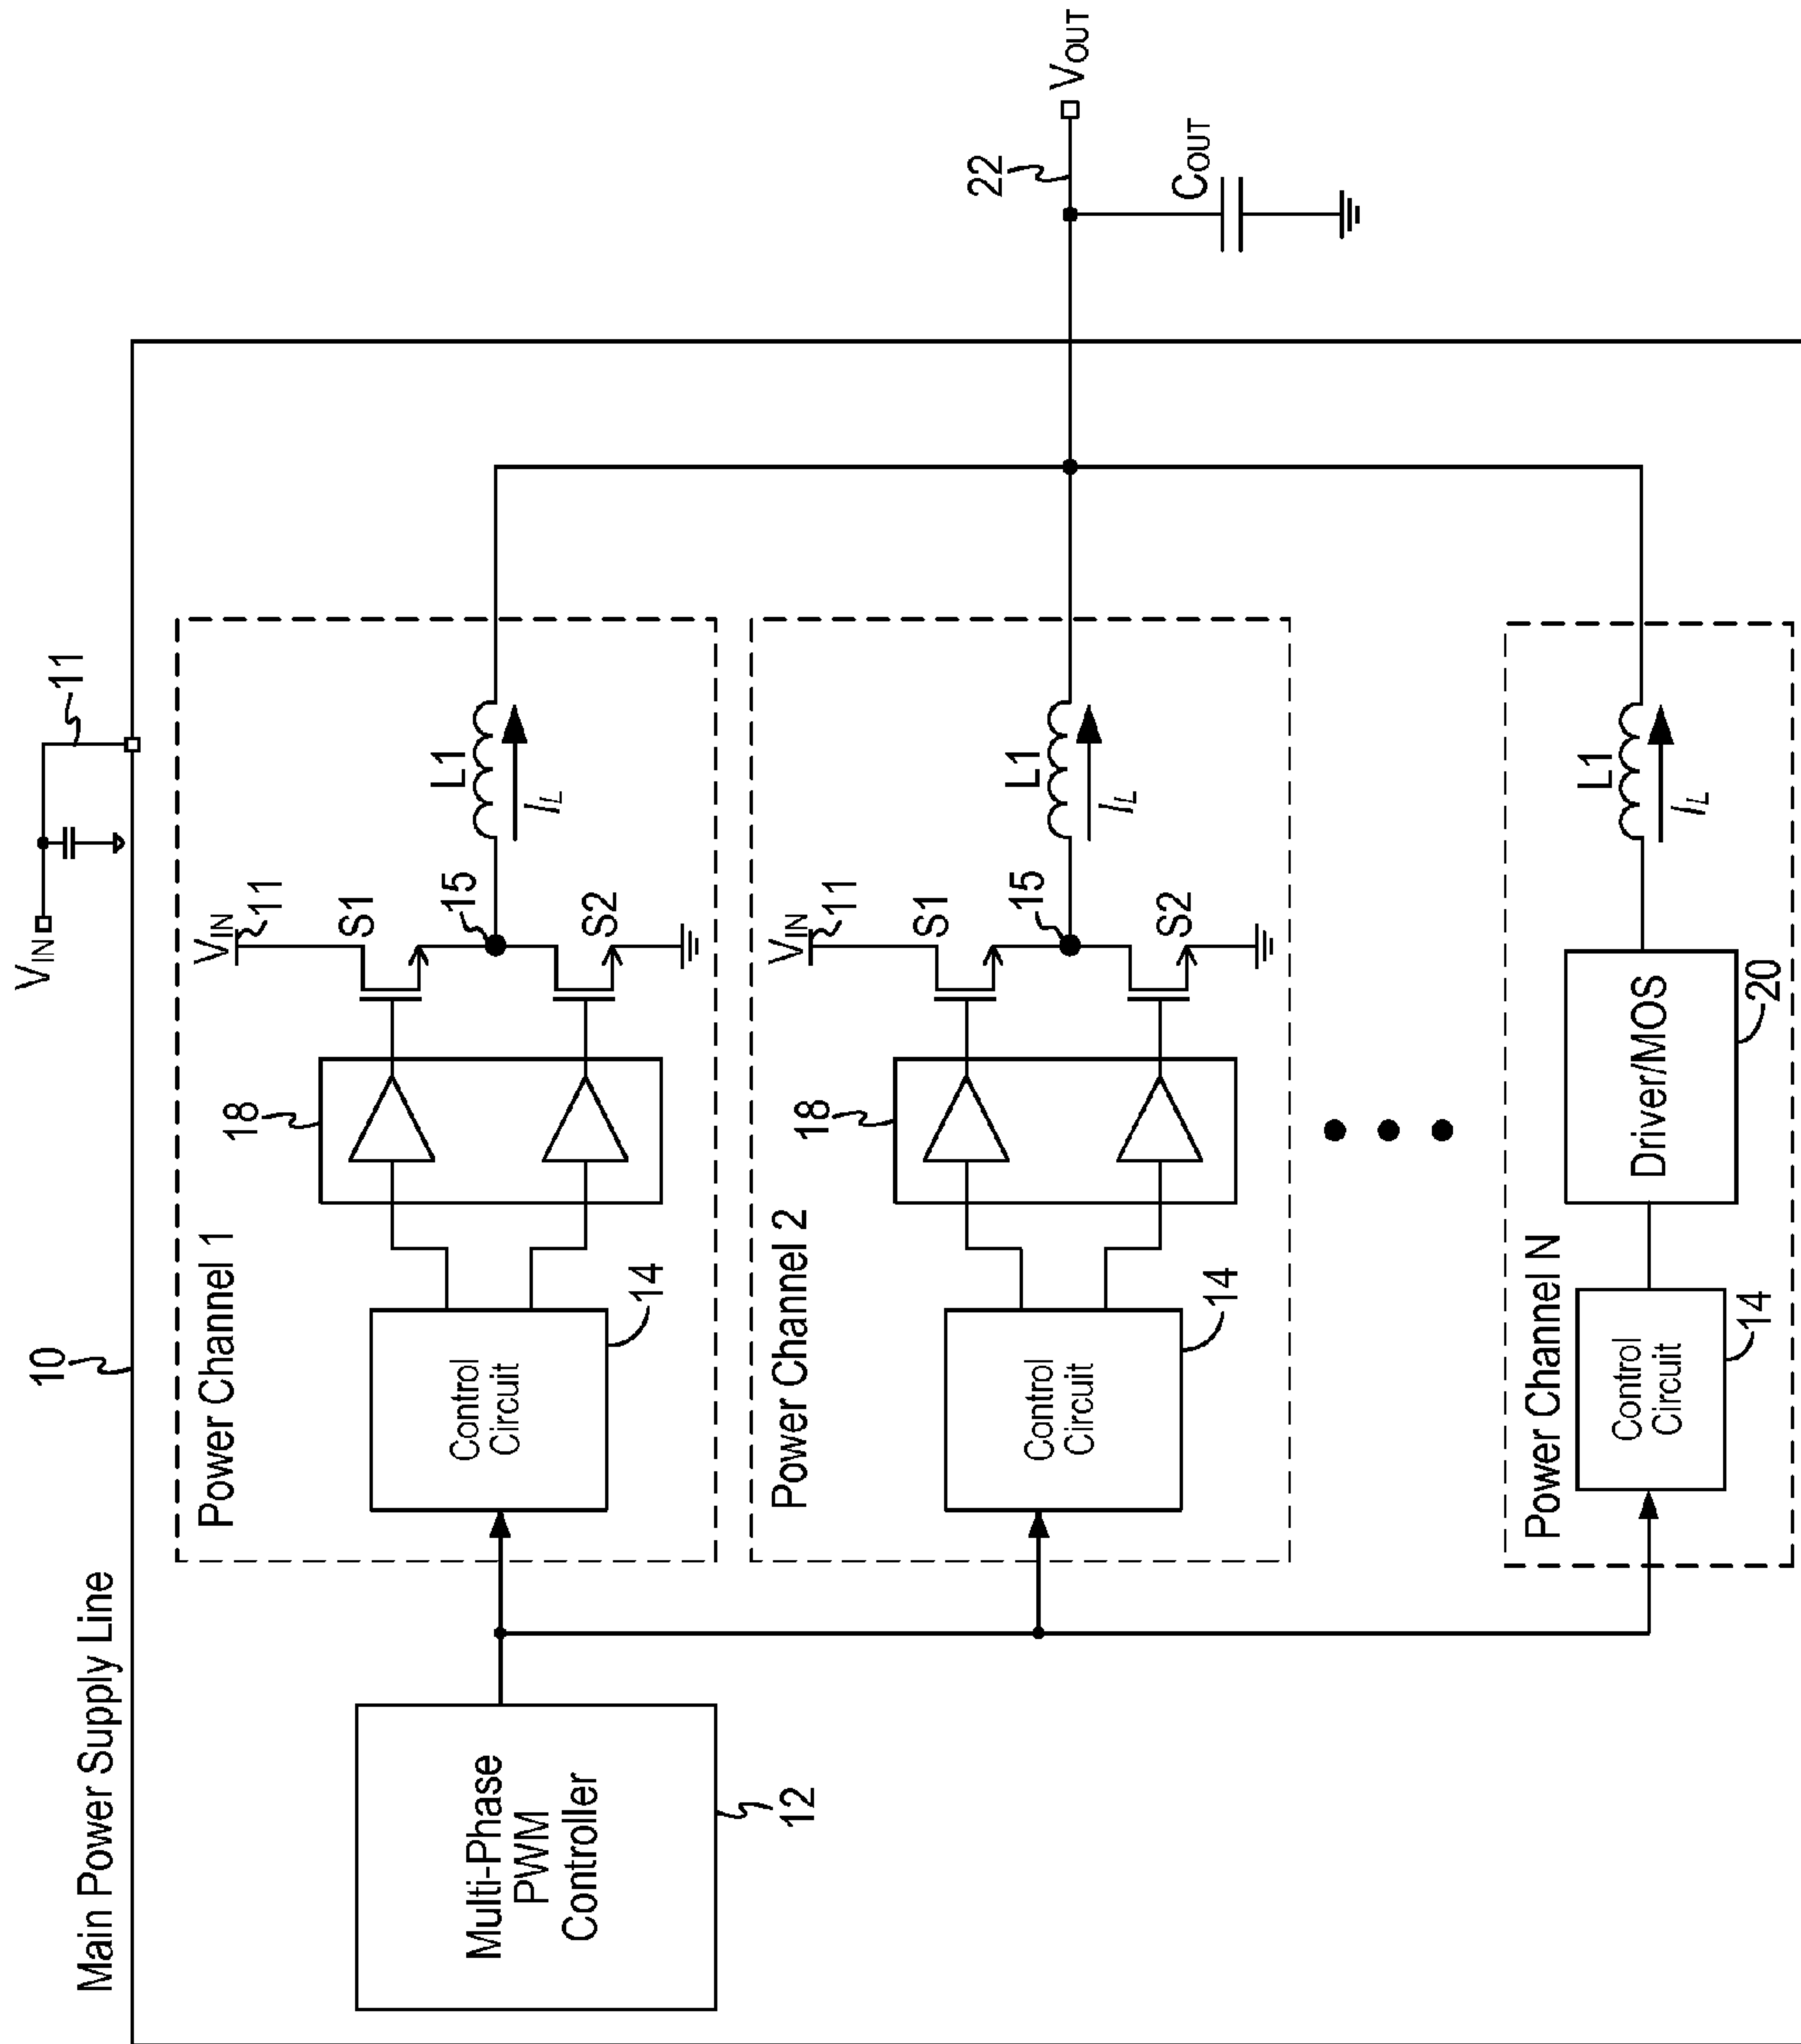 Main Power Supply Line
10
VIN
11
Multi-Phase
PWM
Controller
12
Power Channel 1
Control
Circuit
14
18
VIN
11
S1
15
S2
L1
IL
Power Channel 2
Control
Circuit
14
18
VIN
11
S1
15
S2
L1
IL
Power Channel N
Control
Circuit
14
Driver/MOS
20
L1
IL
22
VOUT
COUT